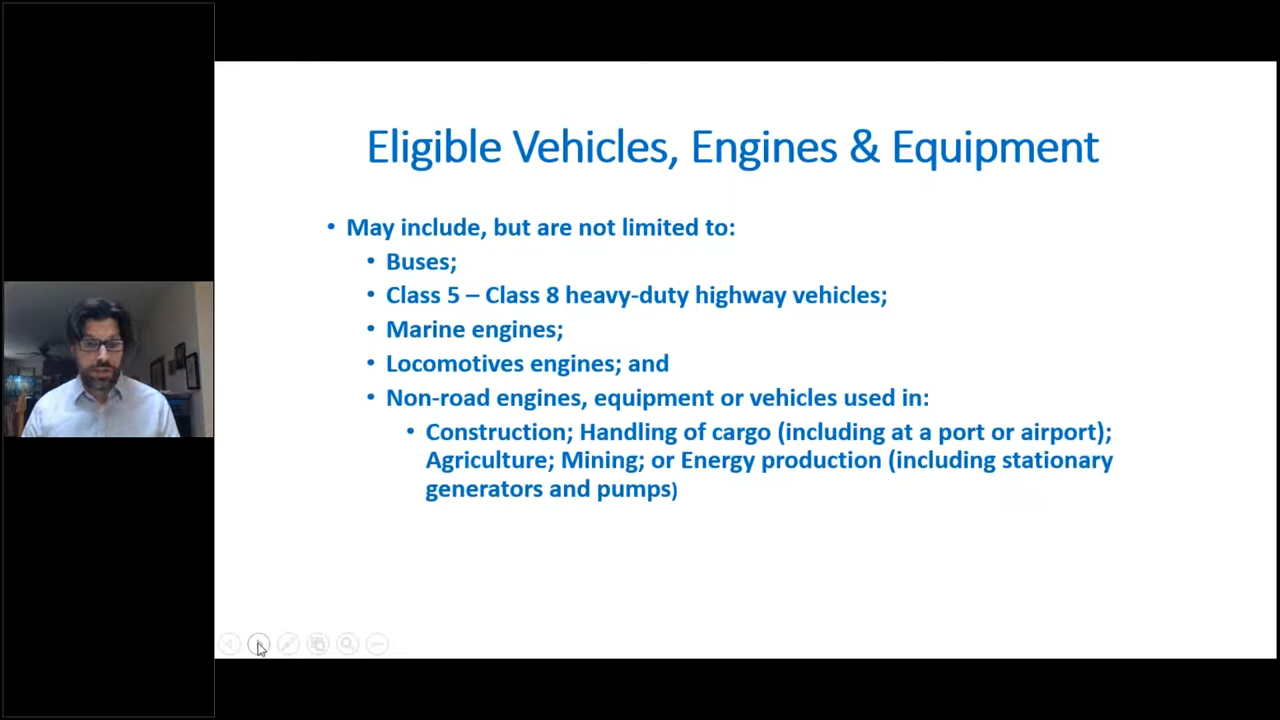 Eligible Vehicles, Engines & Equipment
• May include, but are not limited to:
• Buses;
• Class 5 – Class 8 heavy-duty highway vehicles;
• Marine engines;
• Locomotives engines; and
• Non-road engines, equipment or vehicles used in:
• Construction; Handling of cargo (including at a port or airport);
Agriculture; Mining; or Energy production (including stationary
generators and pumps)